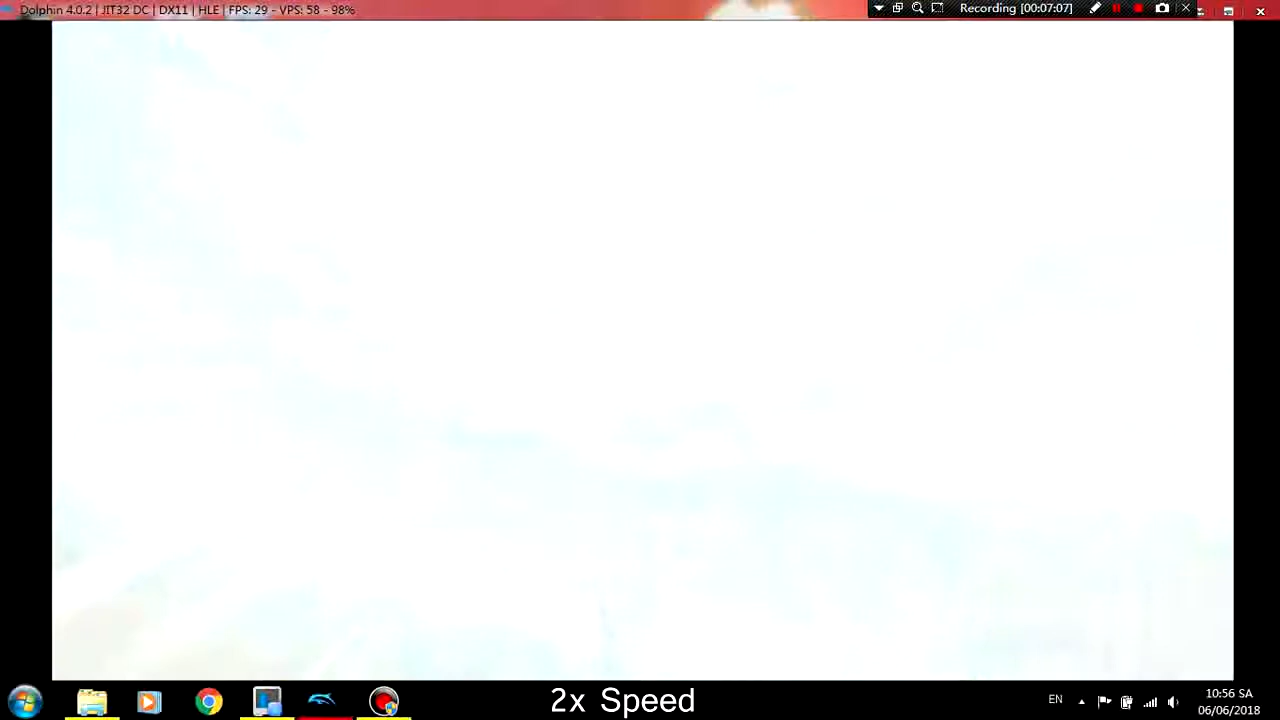 Dolphin 4.0.2 | JIT32 DC | DX11 | HLE | FPS: 29 - VPS: 58 - 98%
Recording [00:07:07]
2x Speed
EN
10:56 SA
06/06/2018